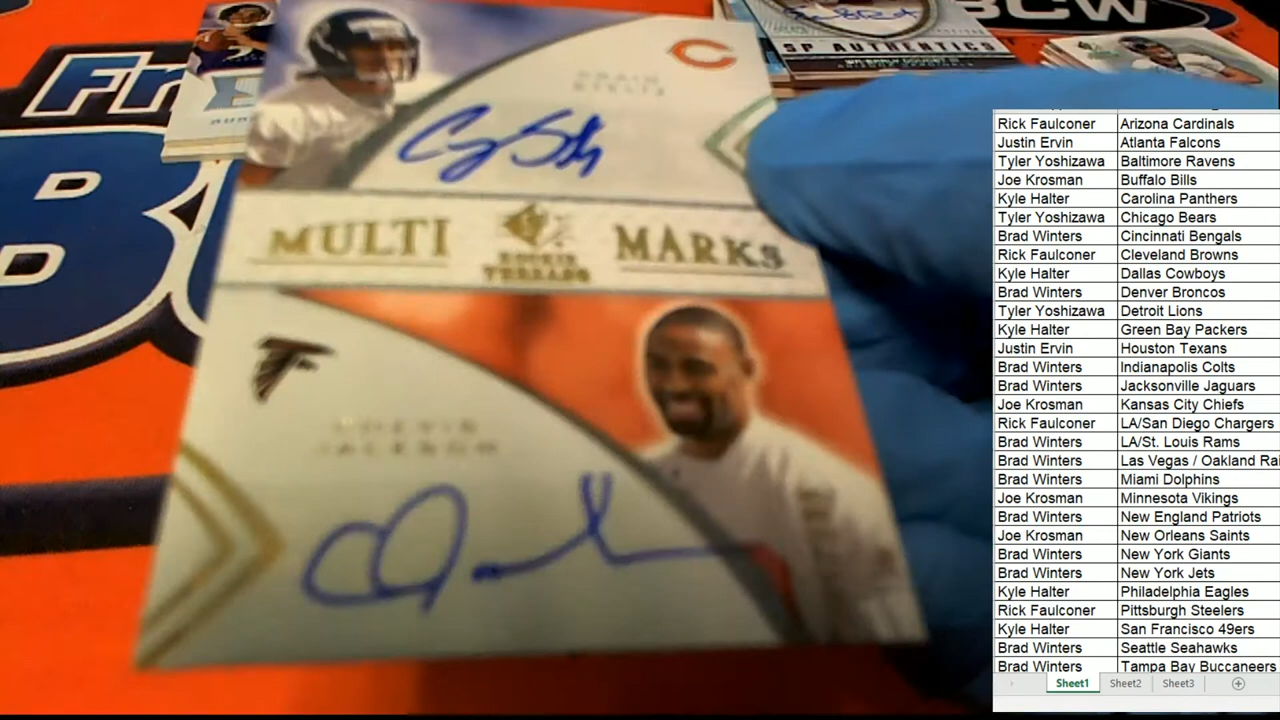 Fr
BCW
SP AUTHENTICS
C
CRAIG
STELTZ
MULTI SP MARKS
ROOKIE
THREADS
JACKSON
Rick Faulconer Arizona Cardinals
Justin Ervin Atlanta Falcons
Tyler Yoshizawa Baltimore Ravens
Joe Krosman Buffalo Bills
Kyle Halter Carolina Panthers
Tyler Yoshizawa Chicago Bears
Brad Winters Cincinnati Bengals
Rick Faulconer Cleveland Browns
Kyle Halter Dallas Cowboys
Brad Winters Denver Broncos
Tyler Yoshizawa Detroit Lions
Kyle Halter Green Bay Packers
Justin Ervin Houston Texans
Brad Winters Indianapolis Colts
Brad Winters Jacksonville Jaguars
Joe Krosman Kansas City Chiefs
Rick Faulconer LA/San Diego Chargers
Brad Winters LA/St. Louis Rams
Brad Winters Las Vegas / Oakland Rai
Brad Winters Miami Dolphins
Joe Krosman Minnesota Vikings
Brad Winters New England Patriots
Joe Krosman New Orleans Saints
Brad Winters New York Giants
Brad Winters New York Jets
Kyle Halter Philadelphia Eagles
Rick Faulconer Pittsburgh Steelers
Kyle Halter San Francisco 49ers
Brad Winters Seattle Seahawks
Brad Winters Tampa Bay Buccaneers
Sheet1 Sheet2 Sheet3